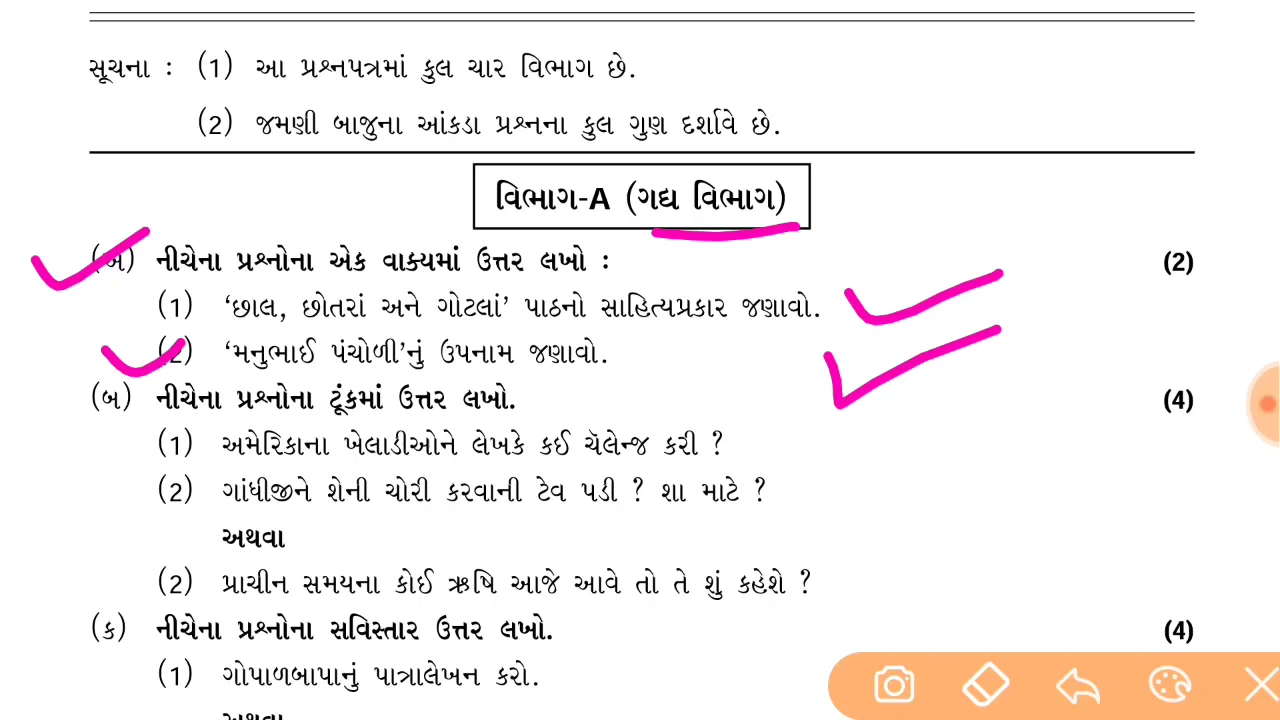 સૂચના : (1) આ પ્રશ્નપત્રમાં કુલ ચાર વિભાગ છે.
(2) જમણી બાજુના આંકડા પ્રશ્નના કુલ ગુણ દર્શાવે છે.
વિભાગ-A (ગદ્ય વિભાગ)
(અ) નીચેના પ્રશ્નોના એક વાક્યમાં ઉત્તર લખો : (2)
(1) ‘છાલ, છોતરાં અને ગોટલાં’ પાઠનો સાહિત્યપ્રકાર જણાવો.
(2) ‘મનુભાઈ પંચોળી’નું ઉપનામ જણાવો.
(બ) નીચેના પ્રશ્નોના ટૂંકમાં ઉત્તર લખો. (4)
(1) અમેરિકાના ખેલાડીઓને લેખકે કઈ ચૅલેન્જ કરી ?
(2) ગાંધીજીને શેની ચોરી કરવાની ટેવ પડી ? શા માટે ?
અથવા
(2) પ્રાચીન સમયના કોઈ ઋષિ આજે આવે તો તે શું કહેશે ?
(ક) નીચેના પ્રશ્નોના સવિસ્તાર ઉત્તર લખો. (4)
(1) ગોપાળબાપાનું પાત્રાલેખન કરો.
અથવા